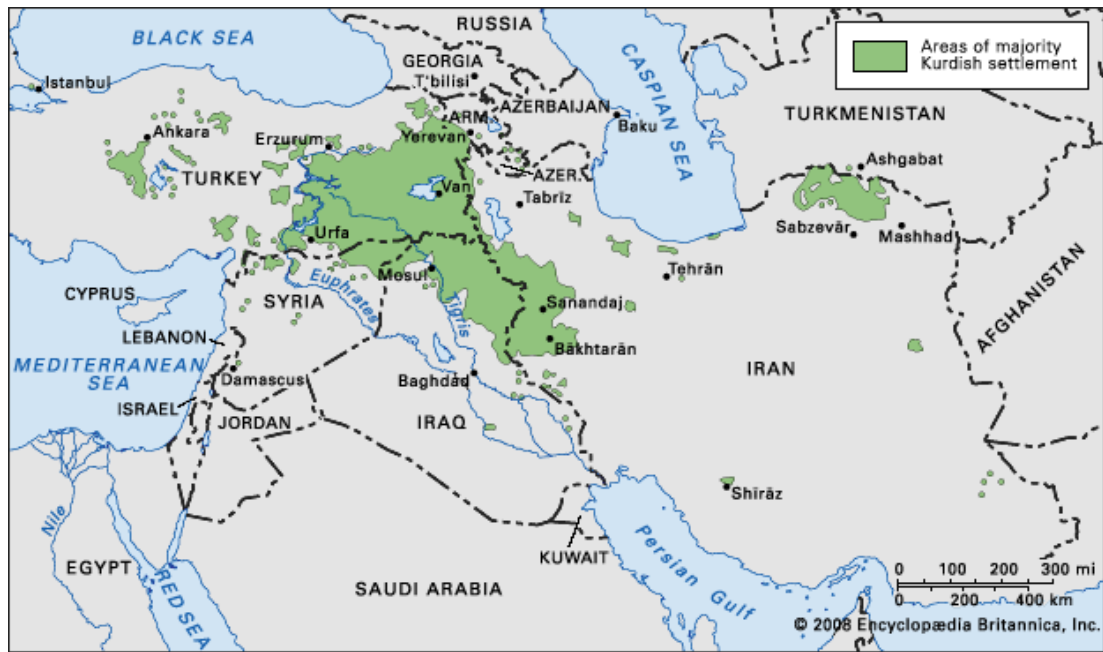 RUSSIA
BLACK SEA
CASPIAN SEA
Areas of majority
Kurdish settlement
GEORGIA
T'bilisi
Istanbul
AZERBAIJAN
TURKMENISTAN
ARM.
Baku
Ankara
Erzurum
Yerevan
Ashgabat
TURKEY
AZER.
Van
Tabrīz
Sabzevār
Mashhad
Urfa
Mosul
Tehrān
AFGHANISTAN
CYPRUS
SYRIA
Euphrates
Tigris
Sanandaj
LEBANON
Bākhtarān
MEDITERRANEAN
SEA
IRAN
Damascus
Baghdād
ISRAEL
JORDAN
IRAQ
Shīrāz
Nile
KUWAIT
EGYPT
RED SEA
SAUDI ARABIA
Persian Gulf
0 100 200 300 mi
0 200 400 km
© 2008 Encyclopædia Britannica, Inc.